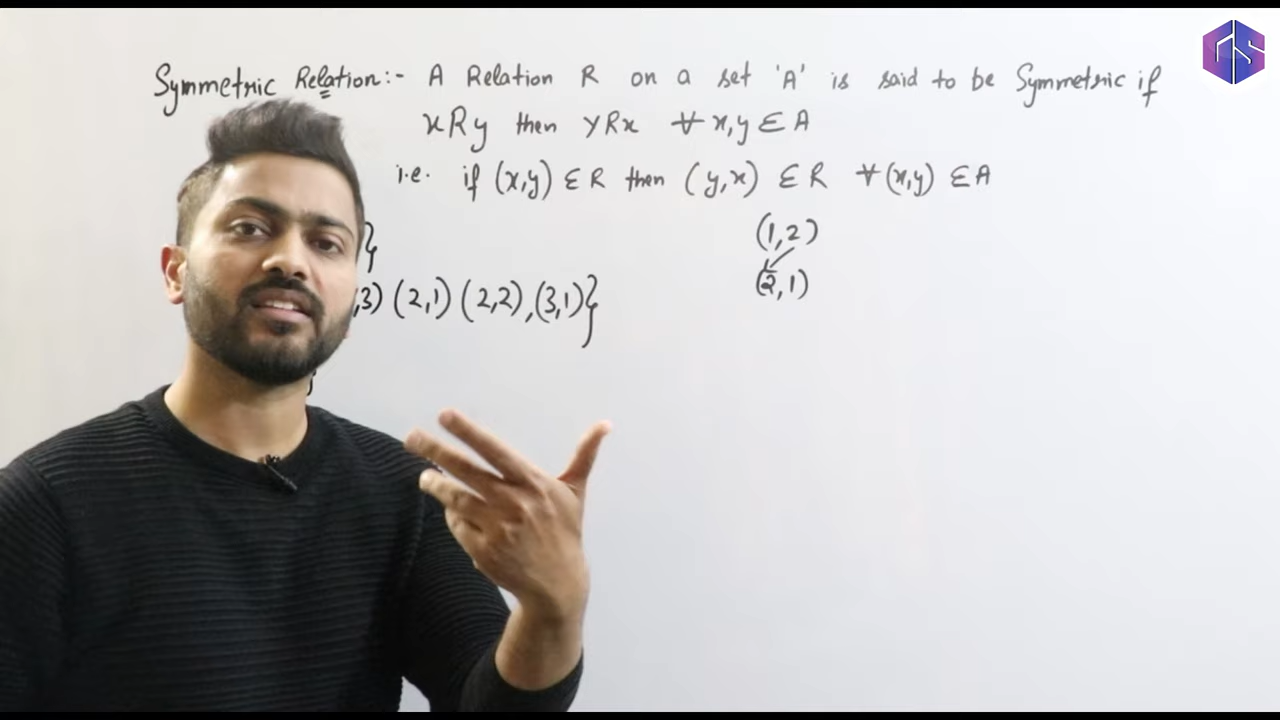 Symmetric Relation:- A Relation R on a set 'A' is said to be Symmetric if
xRy then yRx ∀ x,y ∈ A
i.e. if (x,y) ∈ R then (y,x) ∈ R ∀ (x,y) ∈ A
}
,3) (2,1) (2,2),(3,1)}
(1,2)
(2,1)
GS